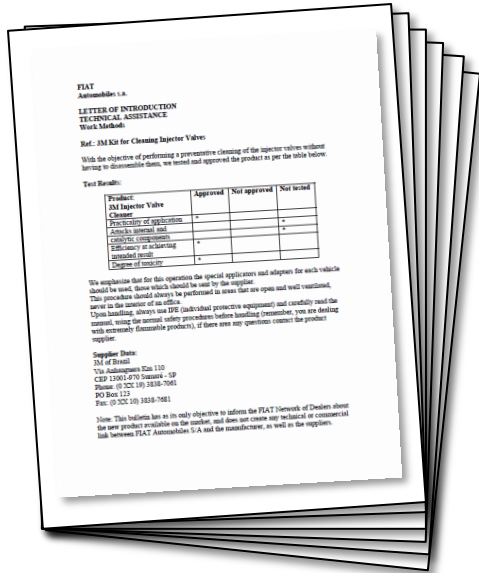 FIAT
Automobiles s.a.
LETTER OF INTRODUCTION
TECHNICAL ASSISTANCE
Work Methods
Ref.: 3M Kit for Cleaning Injector Valves
With the objective of performing a preventative cleaning of the injector valves without
having to disassemble them, we tested and approved the product as per the table below.
Test Results:
Product: Approved Not approved Not tested
3M Injector Valve
Cleaner
Practicality of application *
Attacks internal and *
catalytic components *
Efficiency at achieving *
intended result
Degree of toxicity *
We emphasize that for this operation the special applicators and adapters for each vehicle
should be used, those which should be sent by the supplier.
This procedure should always be performed in areas that are open and well ventilated,
never in the interior of an office.
Upon handling, always use IPE (individual protective equipment) and carefully read the
manual, using the normal safety procedures before handling (remember, you are dealing
with extremely flammable products), if there area any questions contact the product
supplier.
Supplier Data:
3M of Brazil
Via Anhanguera Km 110
CEP 13001-970 Sumaré - SP
Phone: (0 XX 19) 3838-7061
PO Box 123
Fax: (0 XX 10) 3838-7681
Note: This bulletin has as its only objective to inform the FIAT Network of Dealers about
the new product available on the market, and does not create any technical or commercial
link between FIAT Automobiles S/A and the manufacturer, as well as the suppliers.